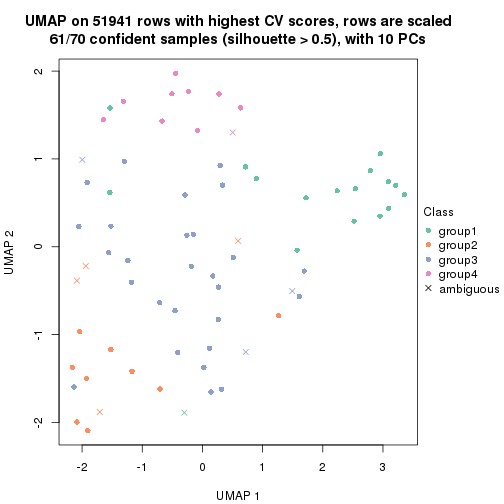 UMAP on 51941 rows with highest CV scores, rows are scaled
61/70 confident samples (silhouette > 0.5), with 10 PCs
2
1
0
-1
-2
UMAP 2
-2
-1
0
1
2
3
UMAP 1
Class
group1
group2
group3
group4
ambiguous